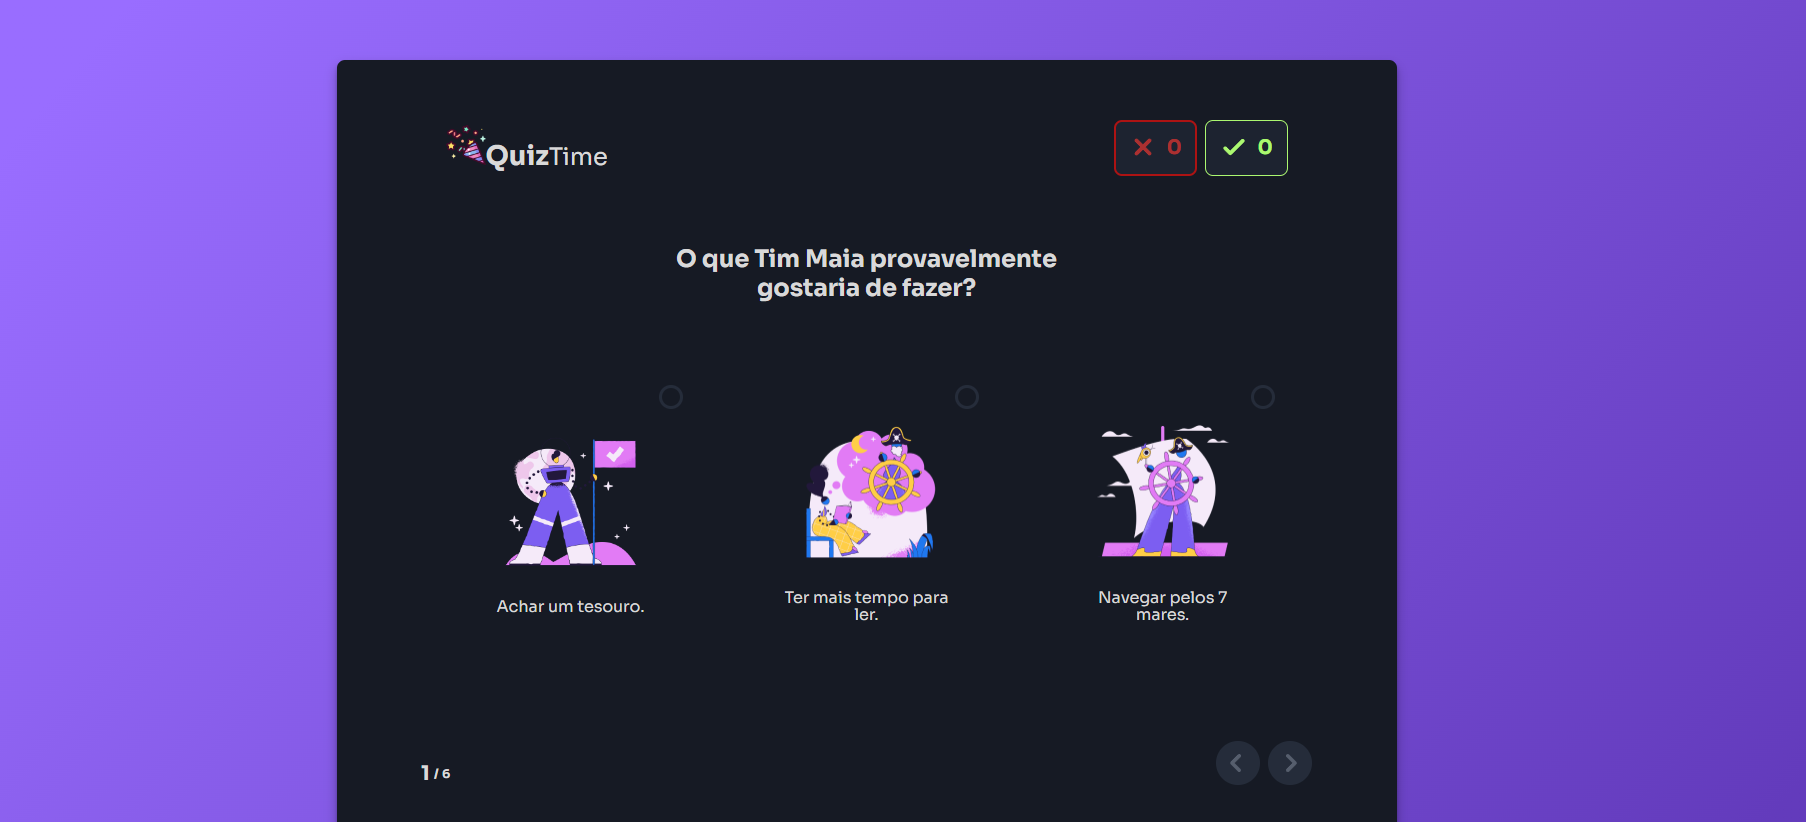 QuizTime
0
0
O que Tim Maia provavelmente
gostaria de fazer?
Achar um tesouro.
Ter mais tempo para
ler.
Navegar pelos 7
mares.
1 / 6